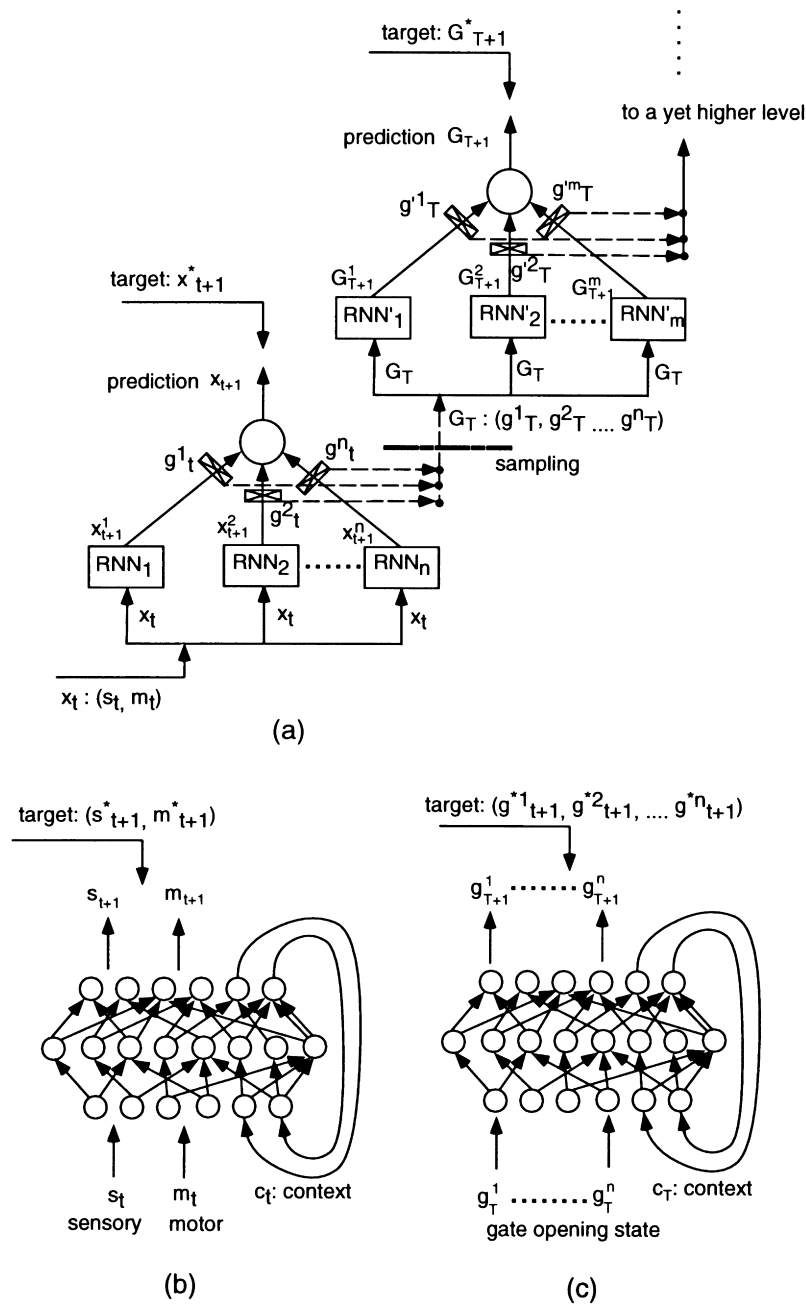 target: G*T+1
to a yet higher level
prediction GT+1
g'1T
g'mT
g'2T
target: x*t+1
G1T+1
G2T+1
GmT+1
RNN'1
RNN'2 ...... RNN'm
prediction xt+1
GT
GT
GT
GT : (g1T, g2T .... gnT)
sampling
g1t
gnt
g2t
x1t+1
x2t+1
xnt+1
RNN1
RNN2 ...... RNNn
xt
xt
xt
xt : (st, mt)
(a)
target: (s*t+1, m*t+1)
st+1
mt+1
st
mt
ct: context
sensory
motor
(b)
target: (g*1t+1, g*2t+1, .... g*nt+1)
g1T+1 ........ gnT+1
g1T ........ gnT
cT: context
gate opening state
(c)